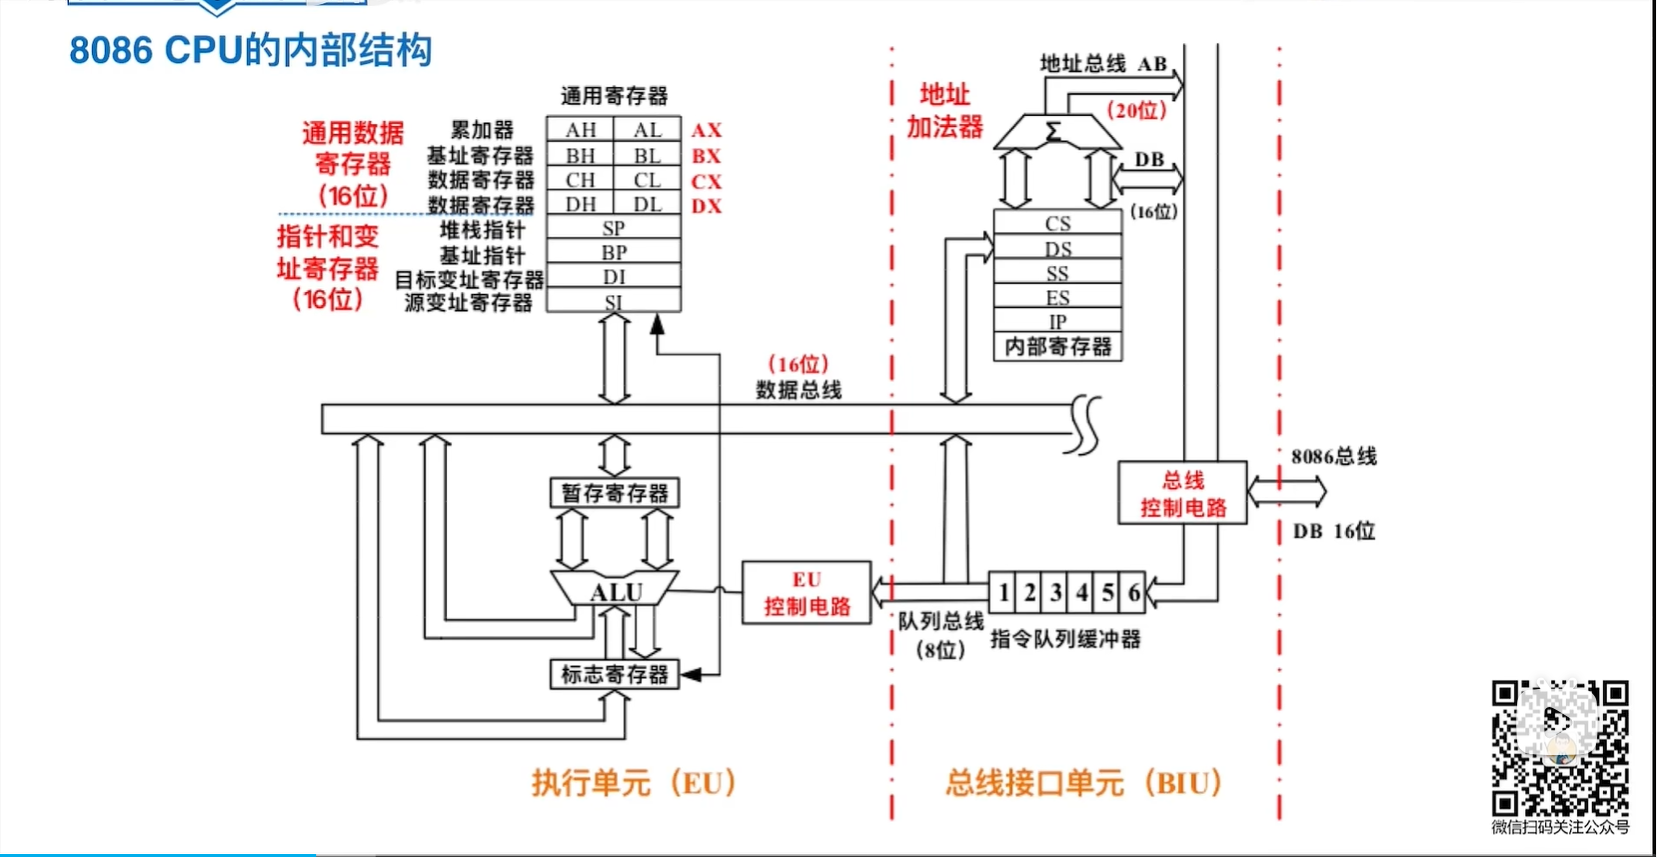 8086 CPU的内部结构
通用寄存器
通用数据
寄存器
(16位)
累加器
AH
AL
AX
基址寄存器
BH
BL
BX
数据寄存器
CH
CL
CX
数据寄存器
DH
DL
DX
指针和变
址寄存器
(16位)
堆栈指针
SP
基址指针
BP
目标变址寄存器
DI
源变址寄存器
SI
(16位)
数据总线
暂存寄存器
ALU
标志寄存器
EU
控制电路
执行单元（EU）
地址
加法器
地址总线 AB
(20位)
Σ
DB
(16位)
CS
DS
SS
ES
IP
内部寄存器
总线
控制电路
8086总线
DB 16位
队列总线
(8位)
1 2 3 4 5 6
指令队列缓冲器
总线接口单元（BIU）
微信扫码关注公众号